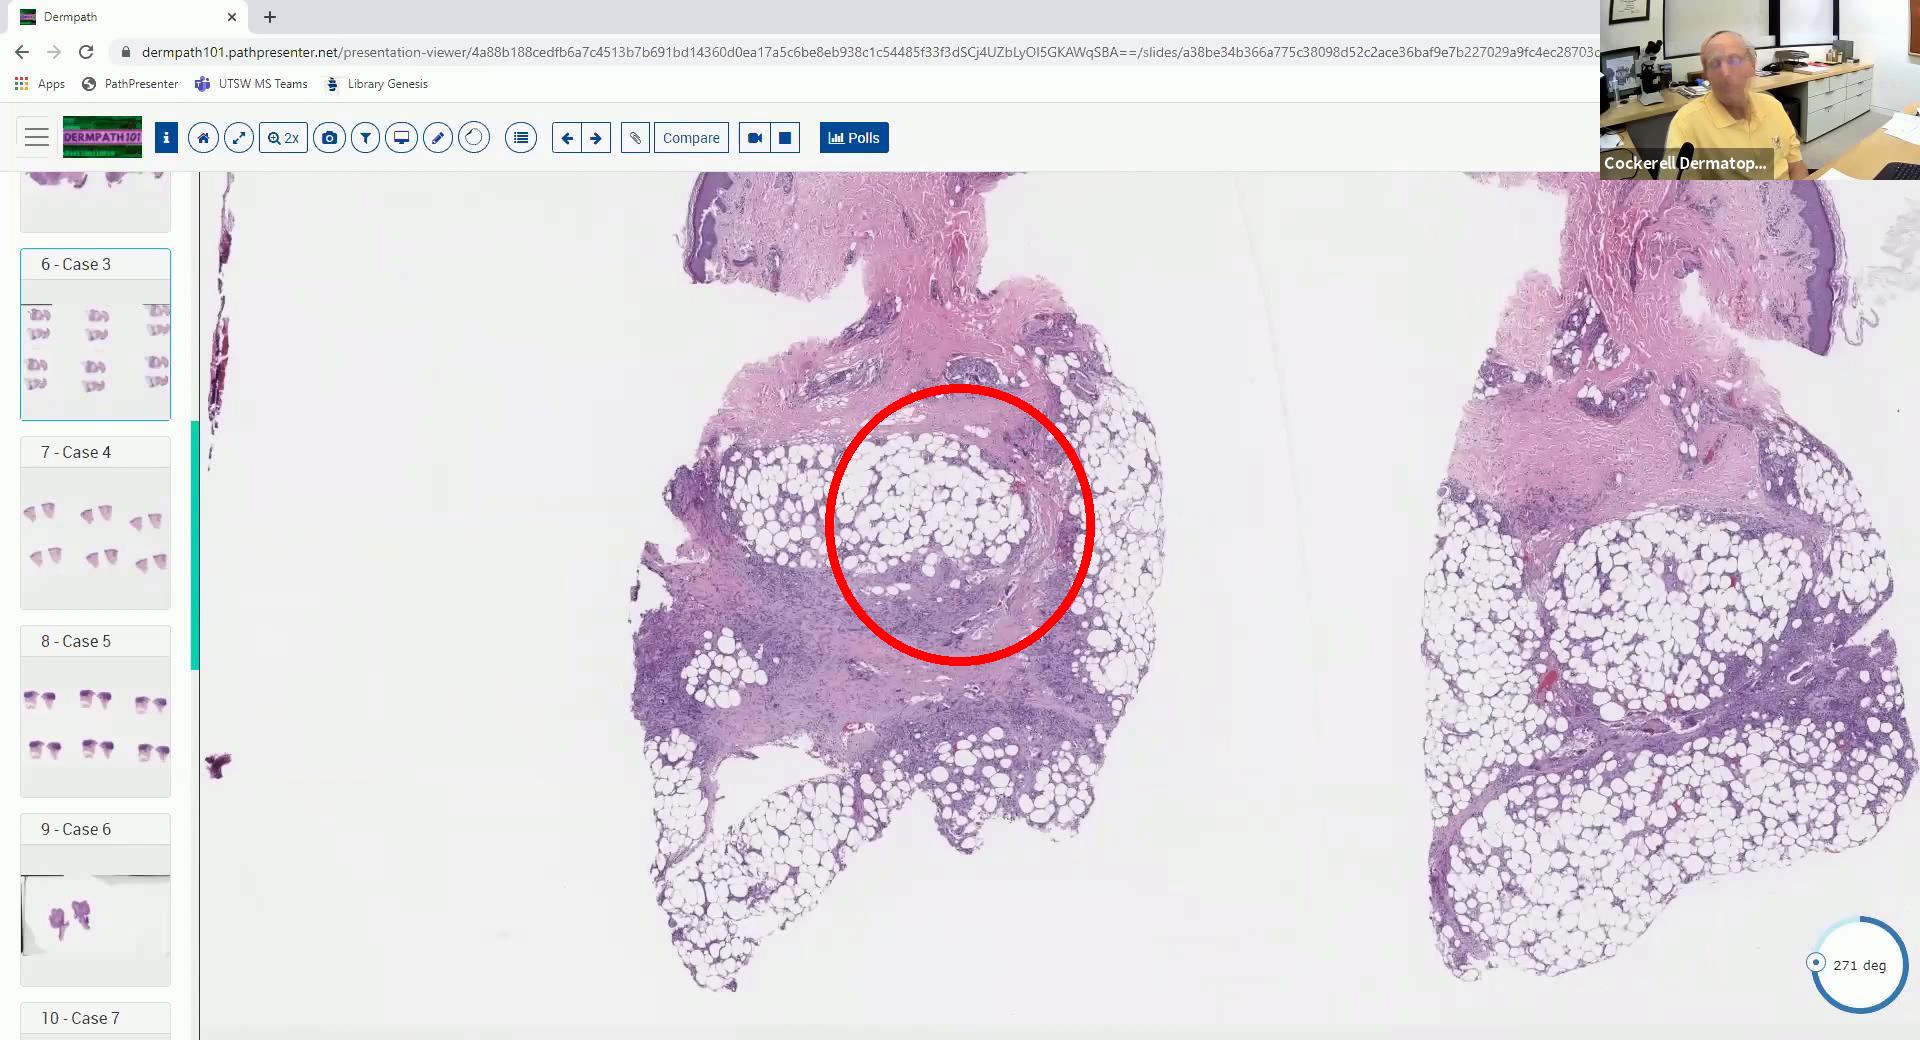 Dermpath
dermpath101.pathpresenter.net/presentation-viewer/4a88b188cedfb6a7c4513b7b691bd14360d0ea17a5c6be8eb938c1c54485f33f3dSCj4UZbLyOI5GKAWqSBA==/slides/a38be34b366a775c38098d52c2ace36baf9e7b227029a9fc4ec28703c
Apps PathPresenter UTSW MS Teams Library Genesis
DERMPATH 101 i 2x Compare Polls
Cockerell Dermatop...
6 - Case 3
7 - Case 4
8 - Case 5
9 - Case 6
10 - Case 7
271 deg